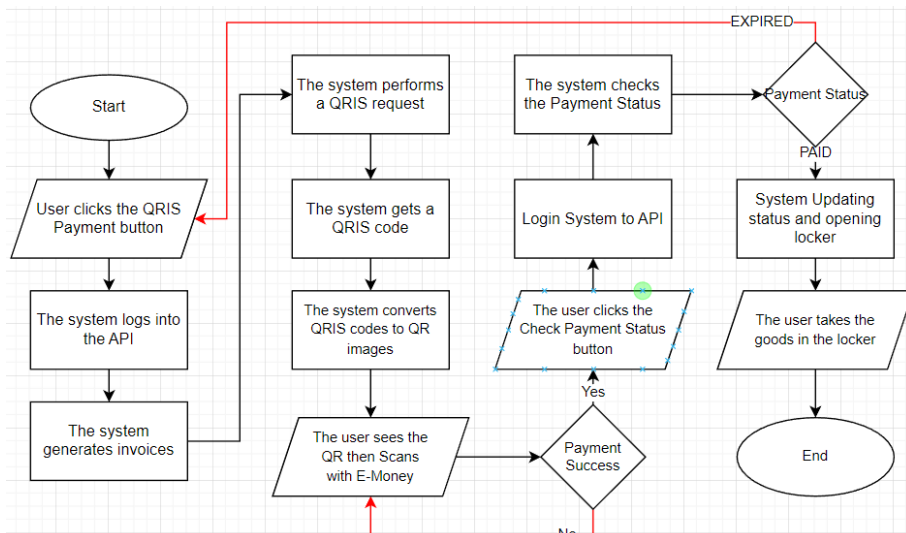 EXPIRED
Start
User clicks the QRIS
Payment button
The system logs into
the API
The system
generates invoices
The system performs
a QRIS request
The system gets a
QRIS code
The system converts
QRIS codes to QR
images
The user sees the
QR then Scans
with E-Money
Payment
Success
Yes
No
The user clicks the
Check Payment Status
button
Login System to API
The system checks
the Payment Status
Payment Status
PAID
System Updating
status and opening
locker
The user takes the
goods in the locker
End